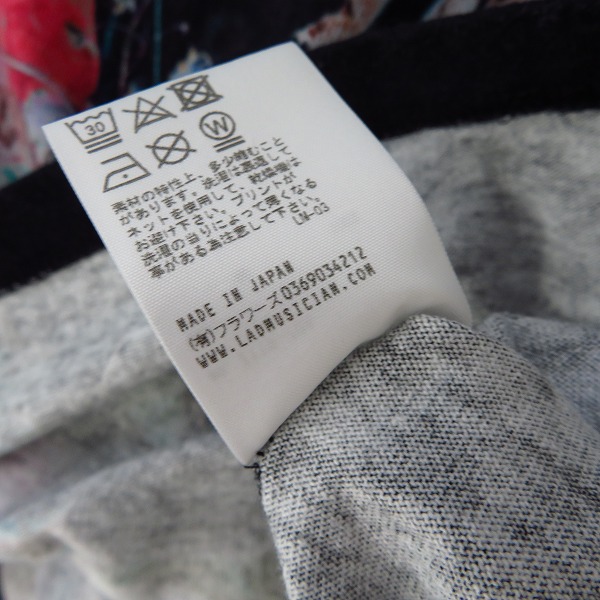 30
W
素材の特性上、多少縮むこと
があります。洗濯は裏返して
ネットを使用して、乾燥機は
お避け下さい。プリントが
洗濯の当りによって薄くなる
事がある為注意して下さい。
LM-03
MADE IN JAPAN
(有)フラワーズ0369034212
WWW.LADMUSICIAN.COM